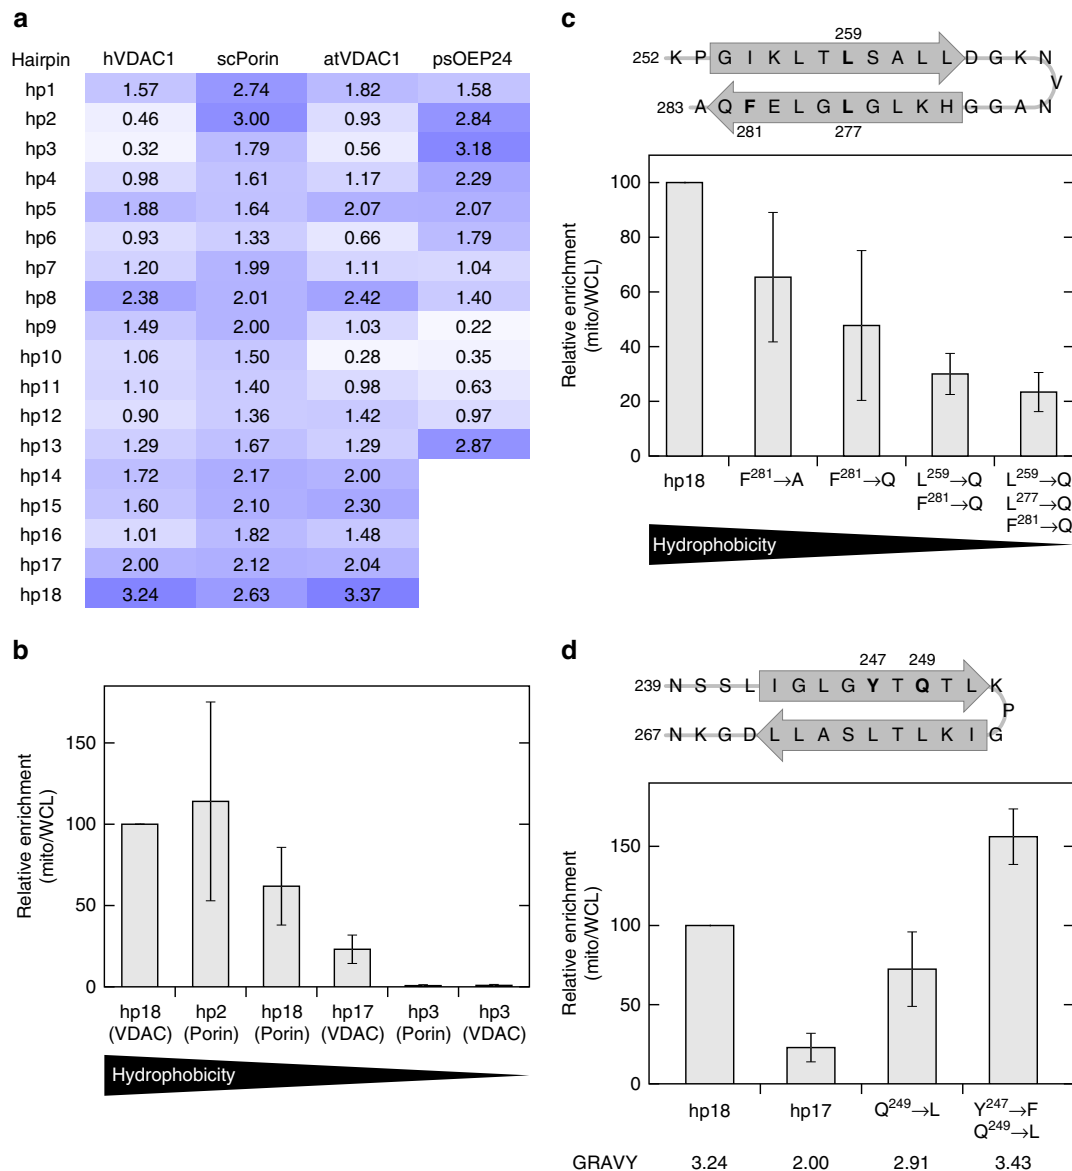 a
Hairpin hVDAC1 scPorin atVDAC1 psOEP24
hp1 1.57 2.74 1.82 1.58
hp2 0.46 3.00 0.93 2.84
hp3 0.32 1.79 0.56 3.18
hp4 0.98 1.61 1.17 2.29
hp5 1.88 1.64 2.07 2.07
hp6 0.93 1.33 0.66 1.79
hp7 1.20 1.99 1.11 1.04
hp8 2.38 2.01 2.42 1.40
hp9 1.49 2.00 1.03 0.22
hp10 1.06 1.50 0.28 0.35
hp11 1.10 1.40 0.98 0.63
hp12 0.90 1.36 1.42 0.97
hp13 1.29 1.67 1.29 2.87
hp14 1.72 2.17 2.00
hp15 1.60 2.10 2.30
hp16 1.01 1.82 1.48
hp17 2.00 2.12 2.04
hp18 3.24 2.63 3.37
b
Relative enrichment
(mito/WCL)
150
100
50
0
hp18 hp2 hp18 hp17 hp3 hp3
(VDAC) (Porin) (Porin) (VDAC) (Porin) (VDAC)
Hydrophobicity
c
259
252 K P G I K L T L S A L L D G K N
V
283 A Q F E L G L G L K H G G A N
281 277
Relative enrichment
(mito/WCL)
100
80
60
40
20
0
hp18 F²⁸¹→A F²⁸¹→Q L²⁵⁹→Q L²⁵⁹→Q
F²⁸¹→Q L²⁷⁷→Q
F²⁸¹→Q
Hydrophobicity
d
247 249
239 N S S L I G L G Y T Q T L K
P
267 N K G D L L A S L T L K I G
Relative enrichment
(mito/WCL)
150
100
50
0
hp18 hp17 Q²⁴⁹→L Y²⁴⁷→F
Q²⁴⁹→L
GRAVY 3.24 2.00 2.91 3.43